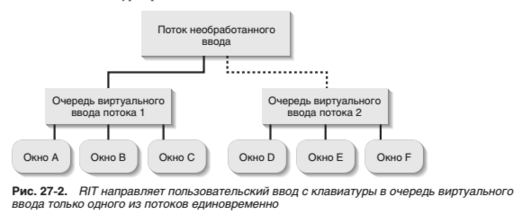 Поток необработанного
ввода
Очередь виртуального
ввода потока 1
Очередь виртуального
ввода потока 2
Окно A
Окно B
Окно C
Окно D
Окно E
Окно F
Рис. 27-2. RIT направляет пользовательский ввод с клавиатуры в очередь виртуального
ввода только одного из потоков единовременно